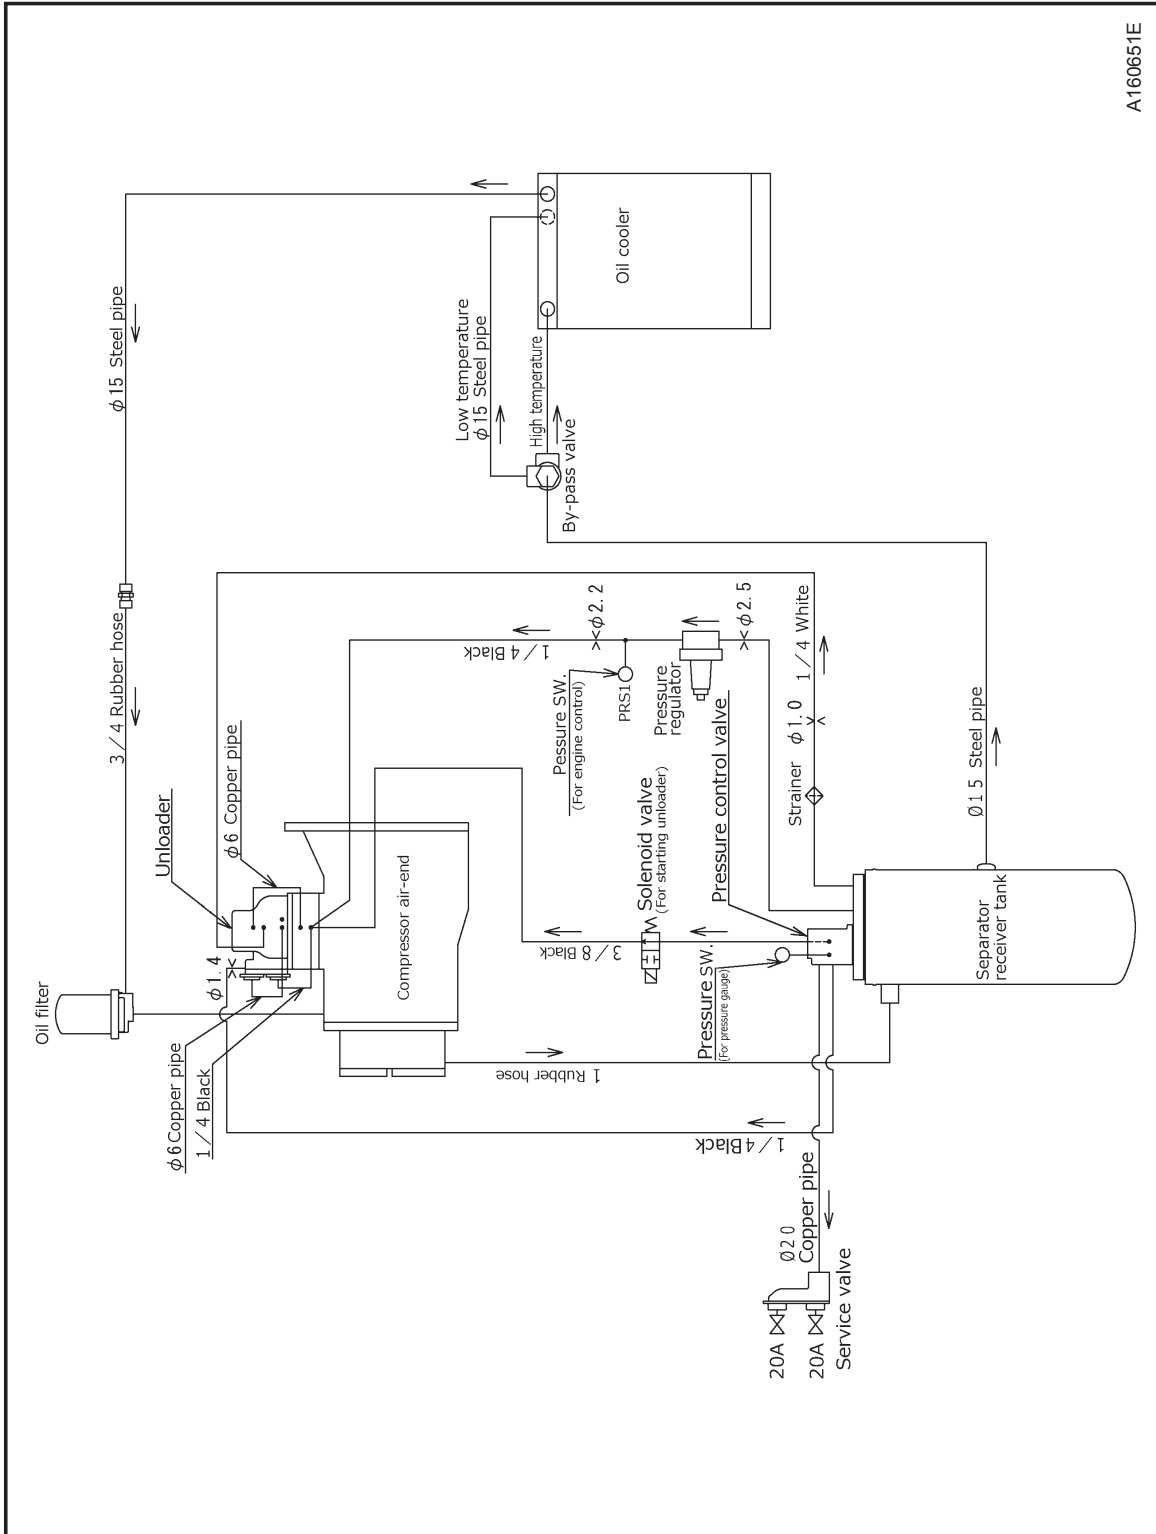 A160651E
φ15 Steel pipe
3/4 Rubber hose
Oil filter
Low temperature
φ15 Steel pipe
High temperature
By-pass valve
Oil cooler
Unloader
φ6 Copper pipe
φ1.4
φ6 Copper pipe
1/4 Black
Compressor air-end
1 Rubber hose
1/4 Black
φ2.2
Pessure SW.
(For engine control)
PRS1
Pressure
regulator
φ2.5
3/8 Black
Solenoid valve
(For starting unloader)
Pressure control valve
Pressure SW.
(For pressure gauge)
Strainer
φ1.0
1/4 White
Ø15 Steel pipe
Separator
receiver tank
1/4 Black
Ø20
Copper pipe
20A
20A
Service valve